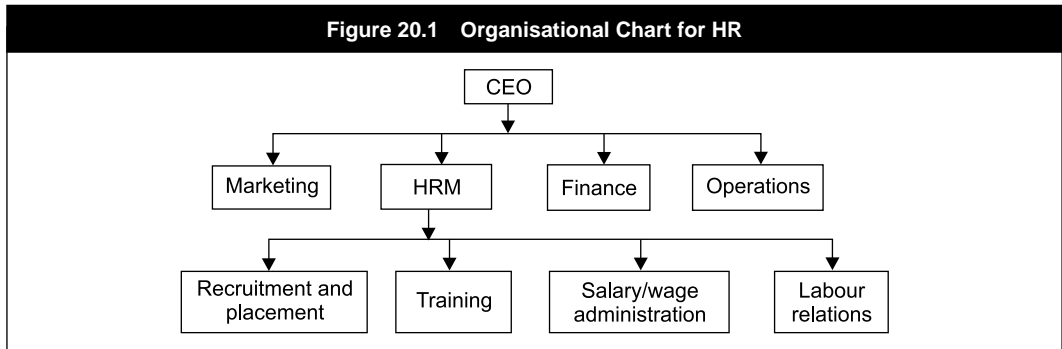 Figure 20.1 Organisational Chart for HR
CEO
Marketing
HRM
Finance
Operations
Recruitment and
placement
Training
Salary/wage
administration
Labour
relations